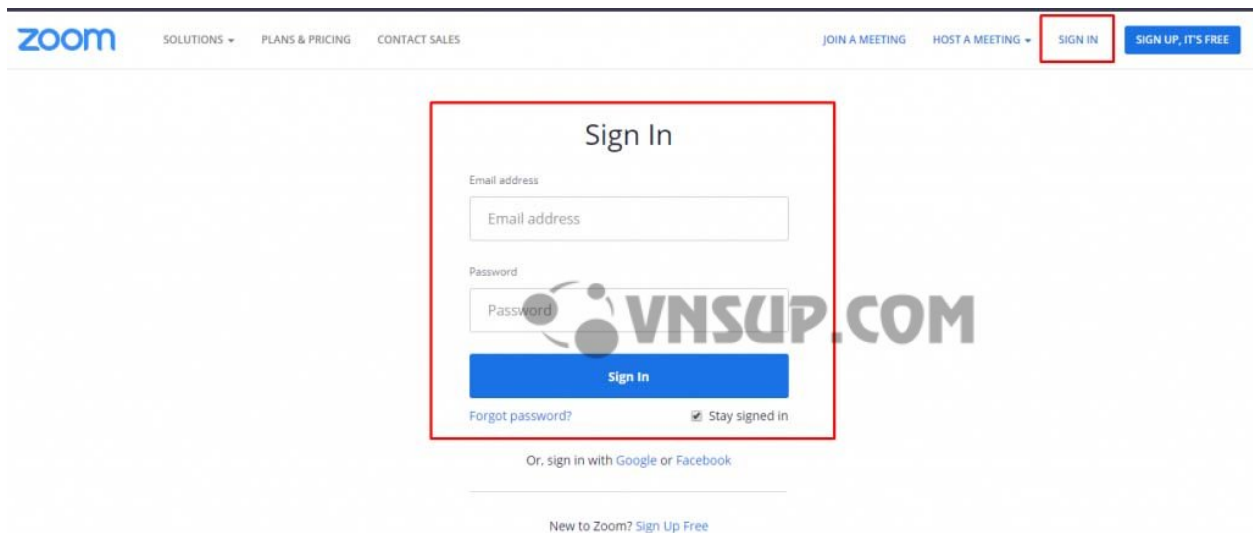 zoom SOLUTIONS PLANS & PRICING CONTACT SALES JOIN A MEETING HOST A MEETING SIGN IN SIGN UP, IT'S FREE
Sign In
Email address
Email address
Password
Password
VNSUP.COM
Sign In
Forgot password? Stay signed in
Or, sign in with Google or Facebook
New to Zoom? Sign Up Free